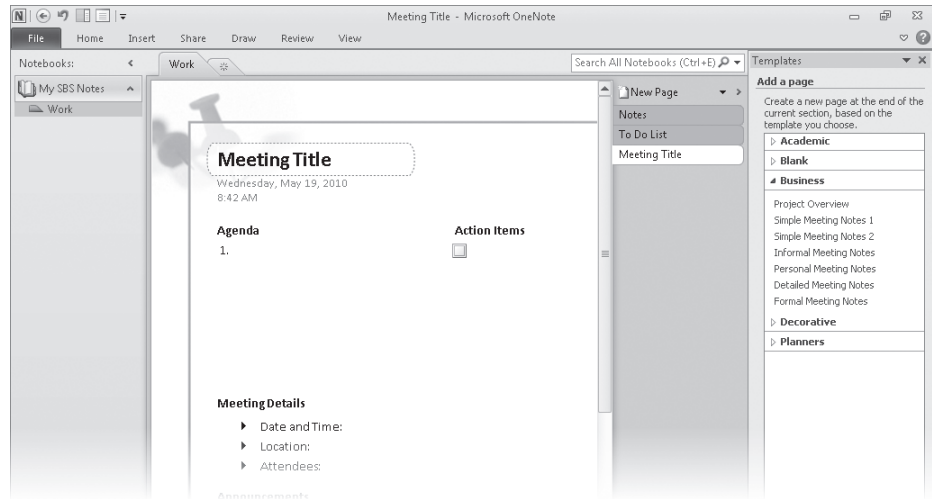 Meeting Title - Microsoft OneNote
File Home Insert Share Draw Review View
Notebooks:
My SBS Notes
Work
Work
Search All Notebooks (Ctrl+E)
Meeting Title
Wednesday, May 19, 2010
8:42 AM
Agenda Action Items
1.
Meeting Details
Date and Time:
Location:
Attendees:
Announcements
New Page
Notes
To Do List
Meeting Title
Templates
Add a page
Create a new page at the end of the
current section, based on the
template you choose.
Academic
Blank
Business
Project Overview
Simple Meeting Notes 1
Simple Meeting Notes 2
Informal Meeting Notes
Personal Meeting Notes
Detailed Meeting Notes
Formal Meeting Notes
Decorative
Planners